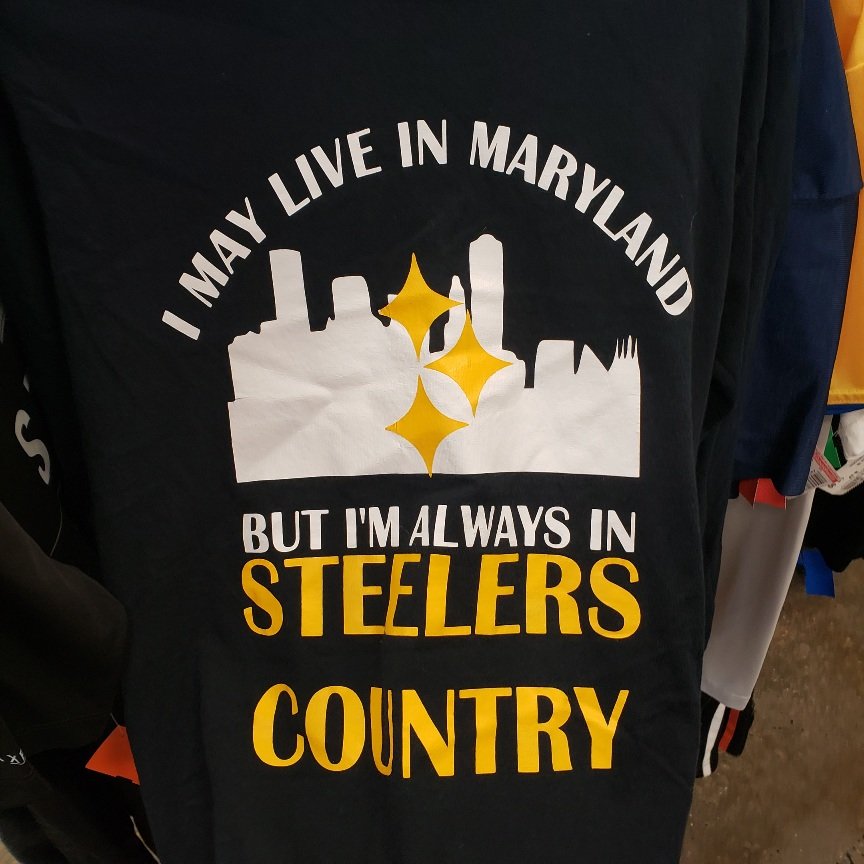 I MAY LIVE IN MARYLAND
BUT I'M ALWAYS IN
STEELERS
COUNTRY